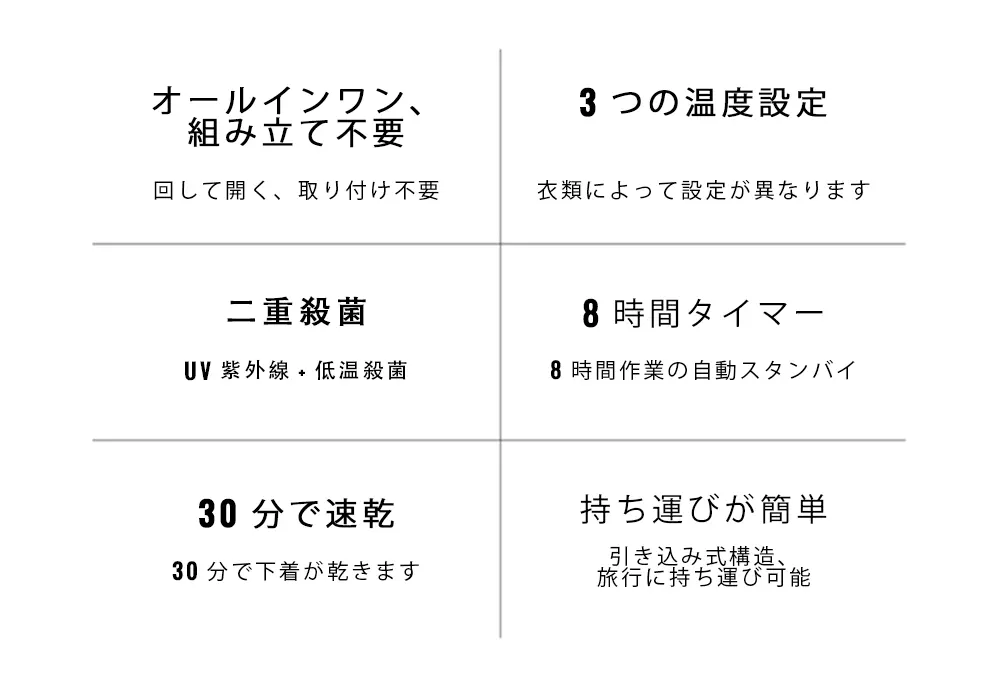 オールインワン、
組み立て不要
回して開く、取り付け不要
3 つの温度設定
衣類によって設定が異なります
二重殺菌
UV 紫外線 + 低温殺菌
8 時間タイマー
8 時間作業の自動スタンバイ
30 分で速乾
30 分で下着が乾きます
持ち運びが簡単
引き込み式構造、
旅行に持ち運び可能